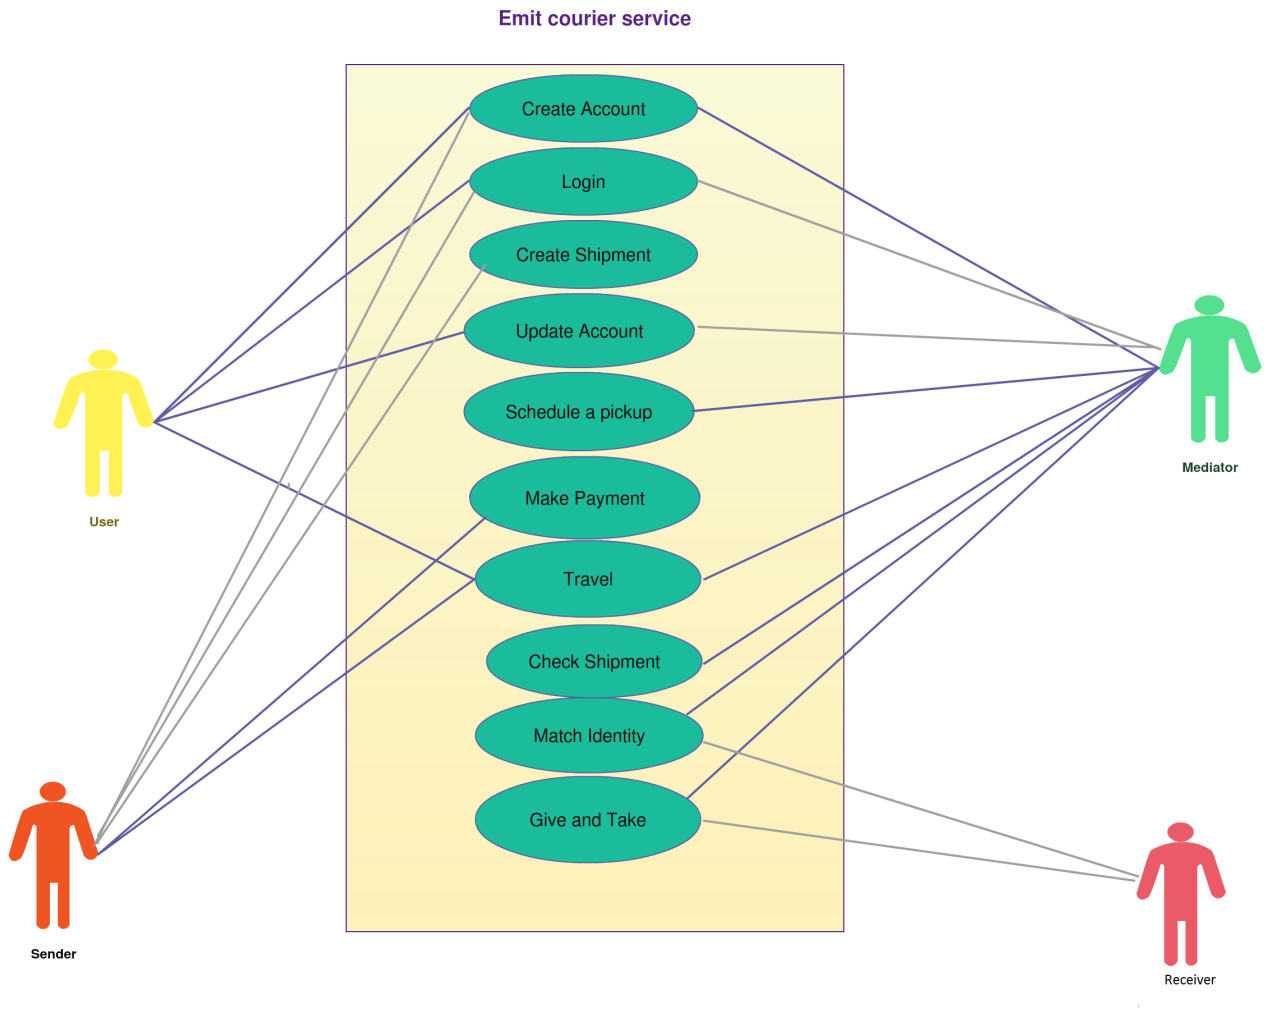 Emit courier service
Create Account
Login
Create Shipment
Update Account
Schedule a pickup
Make Payment
Travel
Check Shipment
Match Identity
Give and Take
User
Mediator
Sender
Receiver